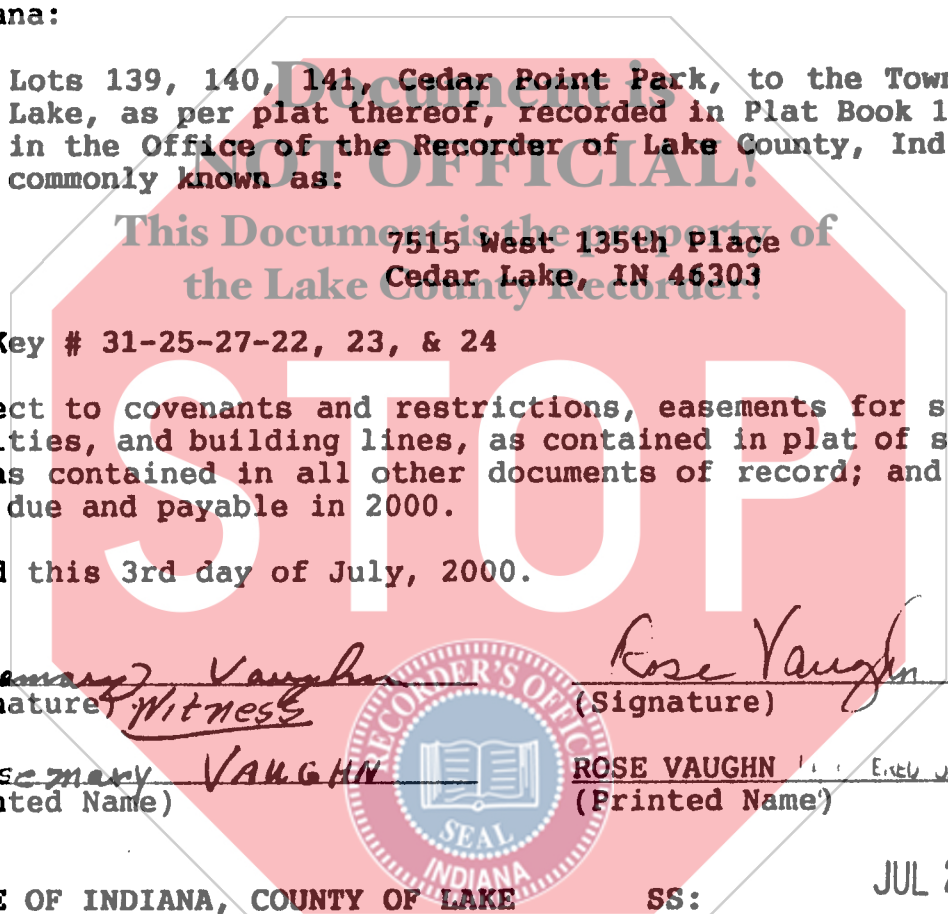 ana:
Lots 139, 140, 141, Cedar Point Park, to the Town
Lake, as per plat thereof, recorded in Plat Book 1
in the Office of the Recorder of Lake County, Ind
commonly known as:
Document is
NOT OFFICIAL!
This Document is the property of
the Lake County Recorder!
7515 West 135th Place
Cedar Lake, IN 46303
Key # 31-25-27-22, 23, & 24
ect to covenants and restrictions, easements for s
ities, and building lines, as contained in plat of s
as contained in all other documents of record; and
due and payable in 2000.
STOP
d this 3rd day of July, 2000.
emary Vaughn Rose Vaughn
nature) Witness (Signature)
semary VAUGHN ROSE VAUGHN
nted Name) (Printed Name)
RECORDER'S OFFICE
SEAL
INDIANA
JUL 2
E OF INDIANA, COUNTY OF LAKE SS: